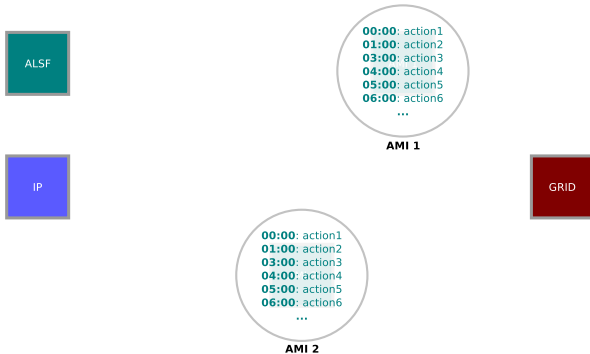 ALSF
00:00: action1
01:00: action2
03:00: action3
04:00: action4
05:00: action5
06:00: action6
...
AMI 1
IP
GRID
00:00: action1
01:00: action2
03:00: action3
04:00: action4
05:00: action5
06:00: action6
...
AMI 2